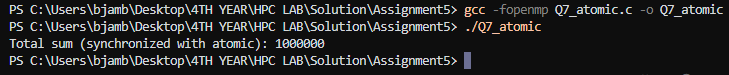 PS C:\Users\bjamb\Desktop\4TH YEAR\HPC LAB\Solution\Assignment5> gcc -fopenmp Q7_atomic.c -o Q7_atomic
PS C:\Users\bjamb\Desktop\4TH YEAR\HPC LAB\Solution\Assignment5> ./Q7_atomic
Total sum (synchronized with atomic): 1000000
PS C:\Users\bjamb\Desktop\4TH YEAR\HPC LAB\Solution\Assignment5>